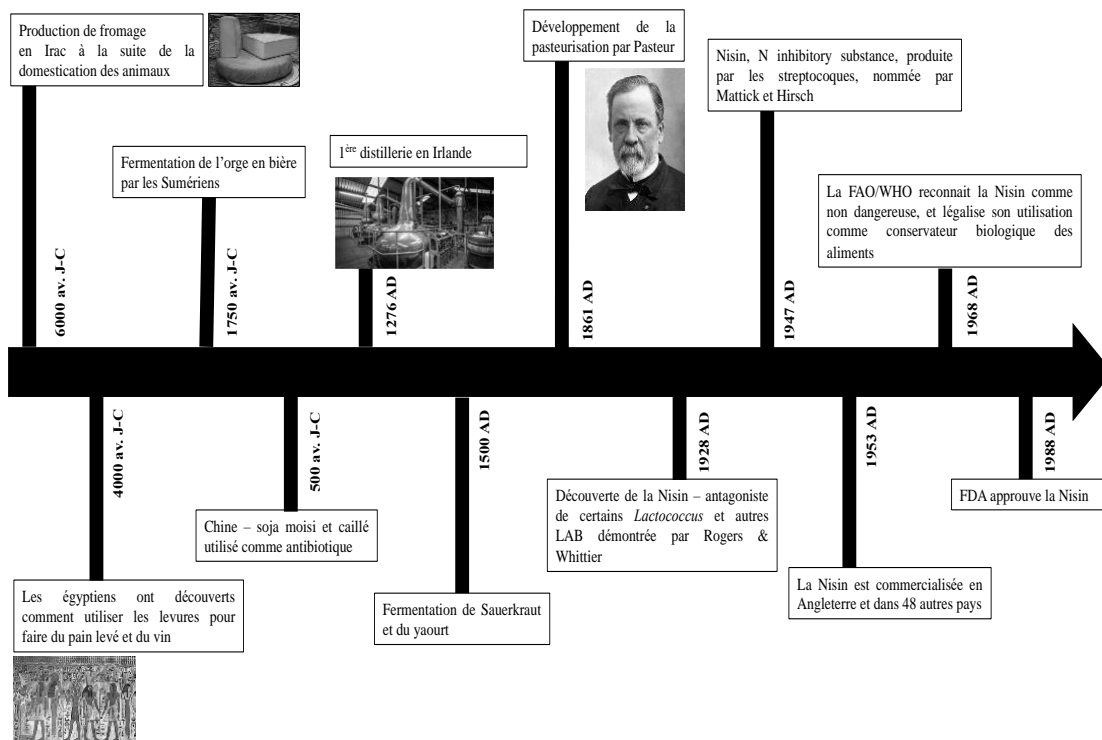 Production de fromage
en Irac à la suite de la
domestication des animaux
6000 av. J-C
Les égyptiens ont découverts
comment utiliser les levures pour
faire du pain levé et du vin
4000 av. J-C
Fermentation de l'orge en bière
par les Sumériens
1750 av. J-C
Chine – soja moisi et caillé
utilisé comme antibiotique
500 av. J-C
1ère distillerie en Irlande
1276 AD
Fermentation de Sauerkraut
et du yaourt
1500 AD
Développement de la
pasteurisation par Pasteur
1861 AD
Découverte de la Nisin – antagoniste
de certains Lactococcus et autres
LAB démontrée par Rogers &
Whittier
1928 AD
Nisin, N inhibitory substance, produite
par les streptocoques, nommée par
Mattick et Hirsch
1947 AD
La Nisin est commercialisée en
Angleterre et dans 48 autres pays
1953 AD
La FAO/WHO reconnait la Nisin comme
non dangereuse, et légalise son utilisation
comme conservateur biologique des
aliments
1968 AD
FDA approuve la Nisin
1988 AD